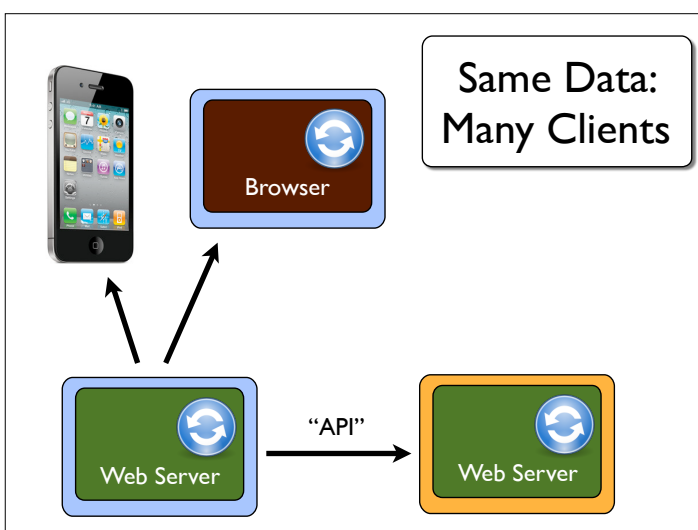 Same Data:
Many Clients
Browser
“API”
Web Server
Web Server